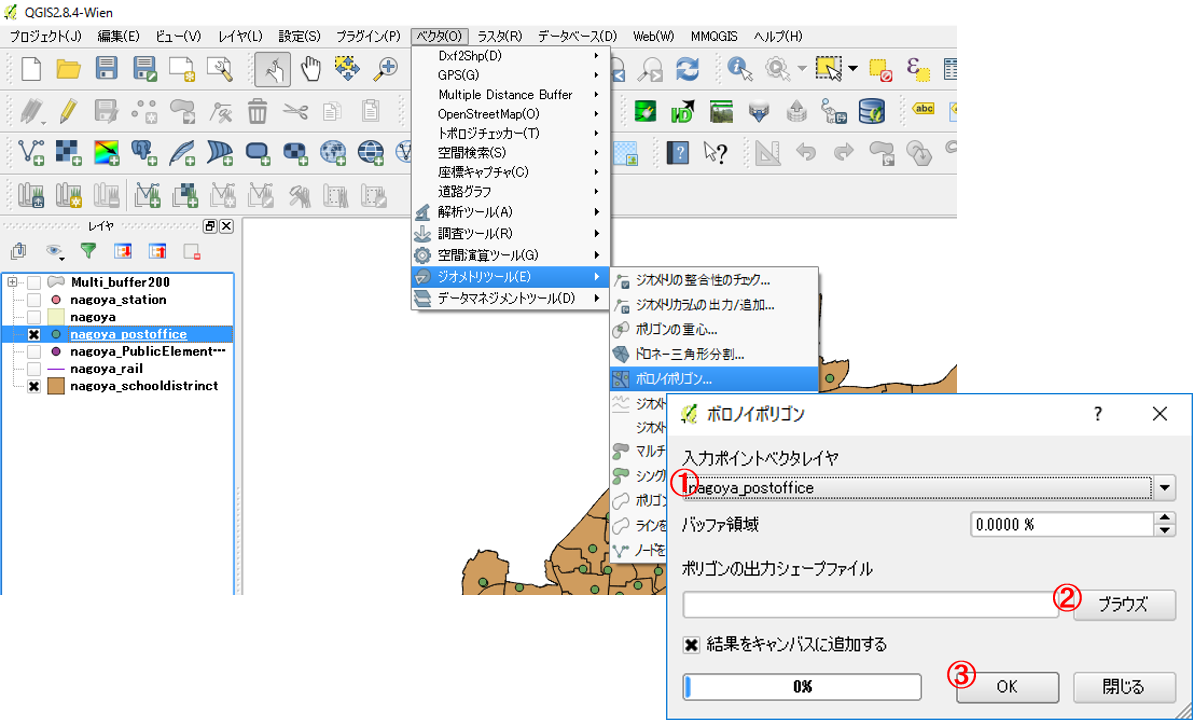 QGIS2.8.4-Wien
プロジェクト(J) 編集(E) ビュー(V) レイヤ(L) 設定(S) プラグイン(P) ベクタ(O) ラスタ(R) データベース(D) Web(W) MMQGIS ヘルプ(H)
Dxf2Shp(D)
GPS(G)
Multiple Distance Buffer
OpenStreetMap(O)
トポロジチェッカー(T)
空間検索(S)
座標キャプチャ(C)
道路グラフ
解析ツール(A)
調査ツール(R)
空間演算ツール(G)
ジオメトリツール(E)
データマネジメントツール(D)
abc
レイヤ
Multi_buffer200
nagoya_station
nagoya
nagoya_postoffice
nagoya_PublicElement…
nagoya_rail
nagoya_schooldistrinct
ジオメトリの整合性のチェック...
ジオメトリカラムの出力/追加...
ポリゴンの重心...
ドロネー三角形分割...
ボロノイポリゴン...
ジオメト
ジオメト
マルチ
シング
ポリゴン
ラインを
ノードを
ボロノイポリゴン
入力ポイントベクタレイヤ
① nagoya_postoffice
バッファ領域 0.0000 %
ポリゴンの出力シェープファイル
② ブラウズ
結果をキャンバスに追加する
0% ③ OK 閉じる